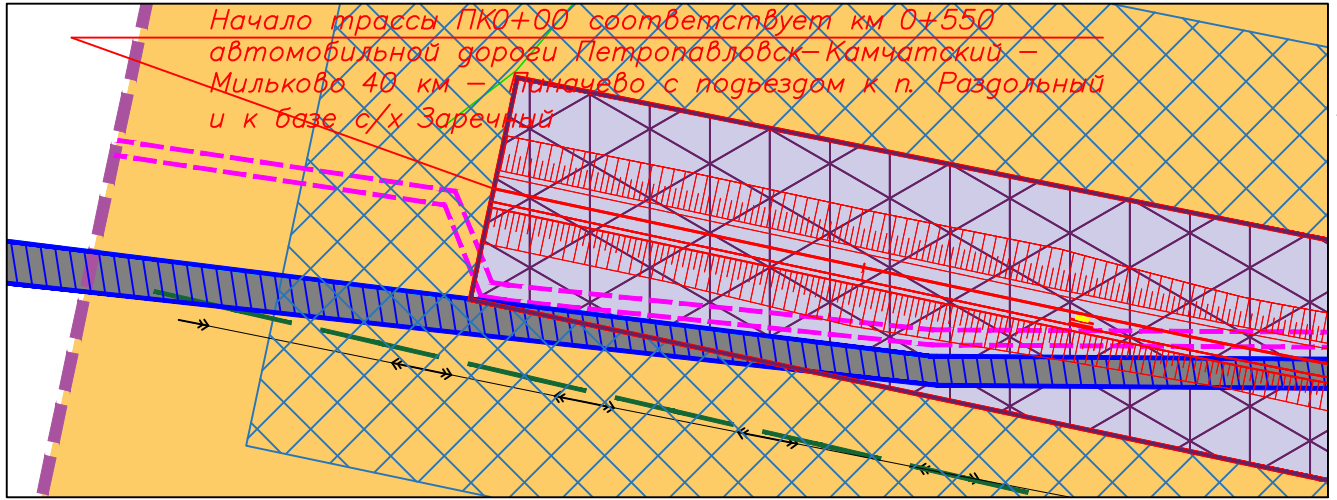 Начало трассы ПК0+00 соответствует км 0+550
автомобильной дороги Петропавловск-Камчатский -
Мильково 40 км - Пиначево с подъездом к п. Раздольный
и к базе с/х Заречный